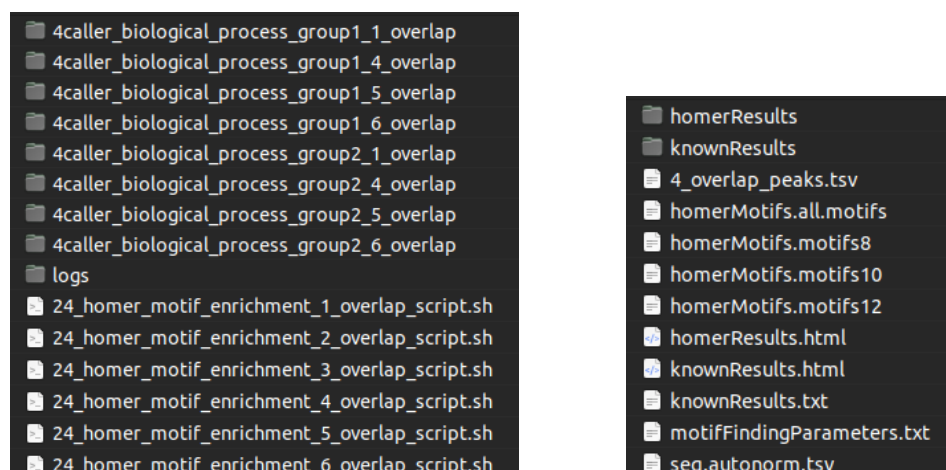 4caller_biological_process_group1_1_overlap
4caller_biological_process_group1_4_overlap
4caller_biological_process_group1_5_overlap
4caller_biological_process_group1_6_overlap
4caller_biological_process_group2_1_overlap
4caller_biological_process_group2_4_overlap
4caller_biological_process_group2_5_overlap
4caller_biological_process_group2_6_overlap
logs
24_homer_motif_enrichment_1_overlap_script.sh
24_homer_motif_enrichment_2_overlap_script.sh
24_homer_motif_enrichment_3_overlap_script.sh
24_homer_motif_enrichment_4_overlap_script.sh
24_homer_motif_enrichment_5_overlap_script.sh
24_homer_motif_enrichment_6_overlap_script.sh
homerResults
knownResults
4_overlap_peaks.tsv
homerMotifs.all.motifs
homerMotifs.motifs8
homerMotifs.motifs10
homerMotifs.motifs12
homerResults.html
knownResults.html
knownResults.txt
motifFindingParameters.txt
seq.autonorm.tsv